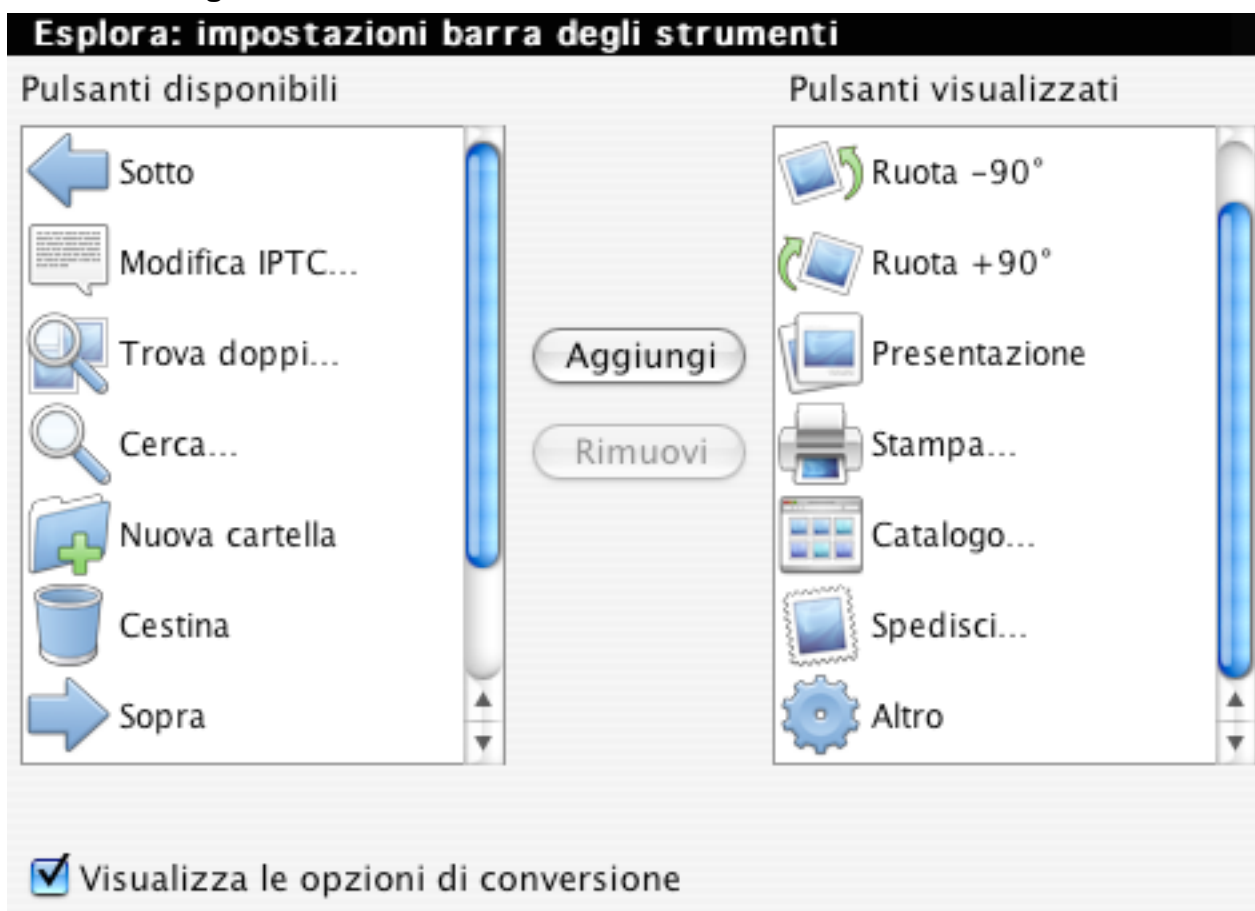 Esplora: impostazioni barra degli strumenti
Pulsanti disponibili
Sotto
Modifica IPTC...
Trova doppi...
Cerca...
Nuova cartella
Cestina
Sopra
Aggiungi
Rimuovi
Pulsanti visualizzati
Ruota -90°
Ruota +90°
Presentazione
Stampa...
Catalogo...
Spedisci...
Altro
Visualizza le opzioni di conversione